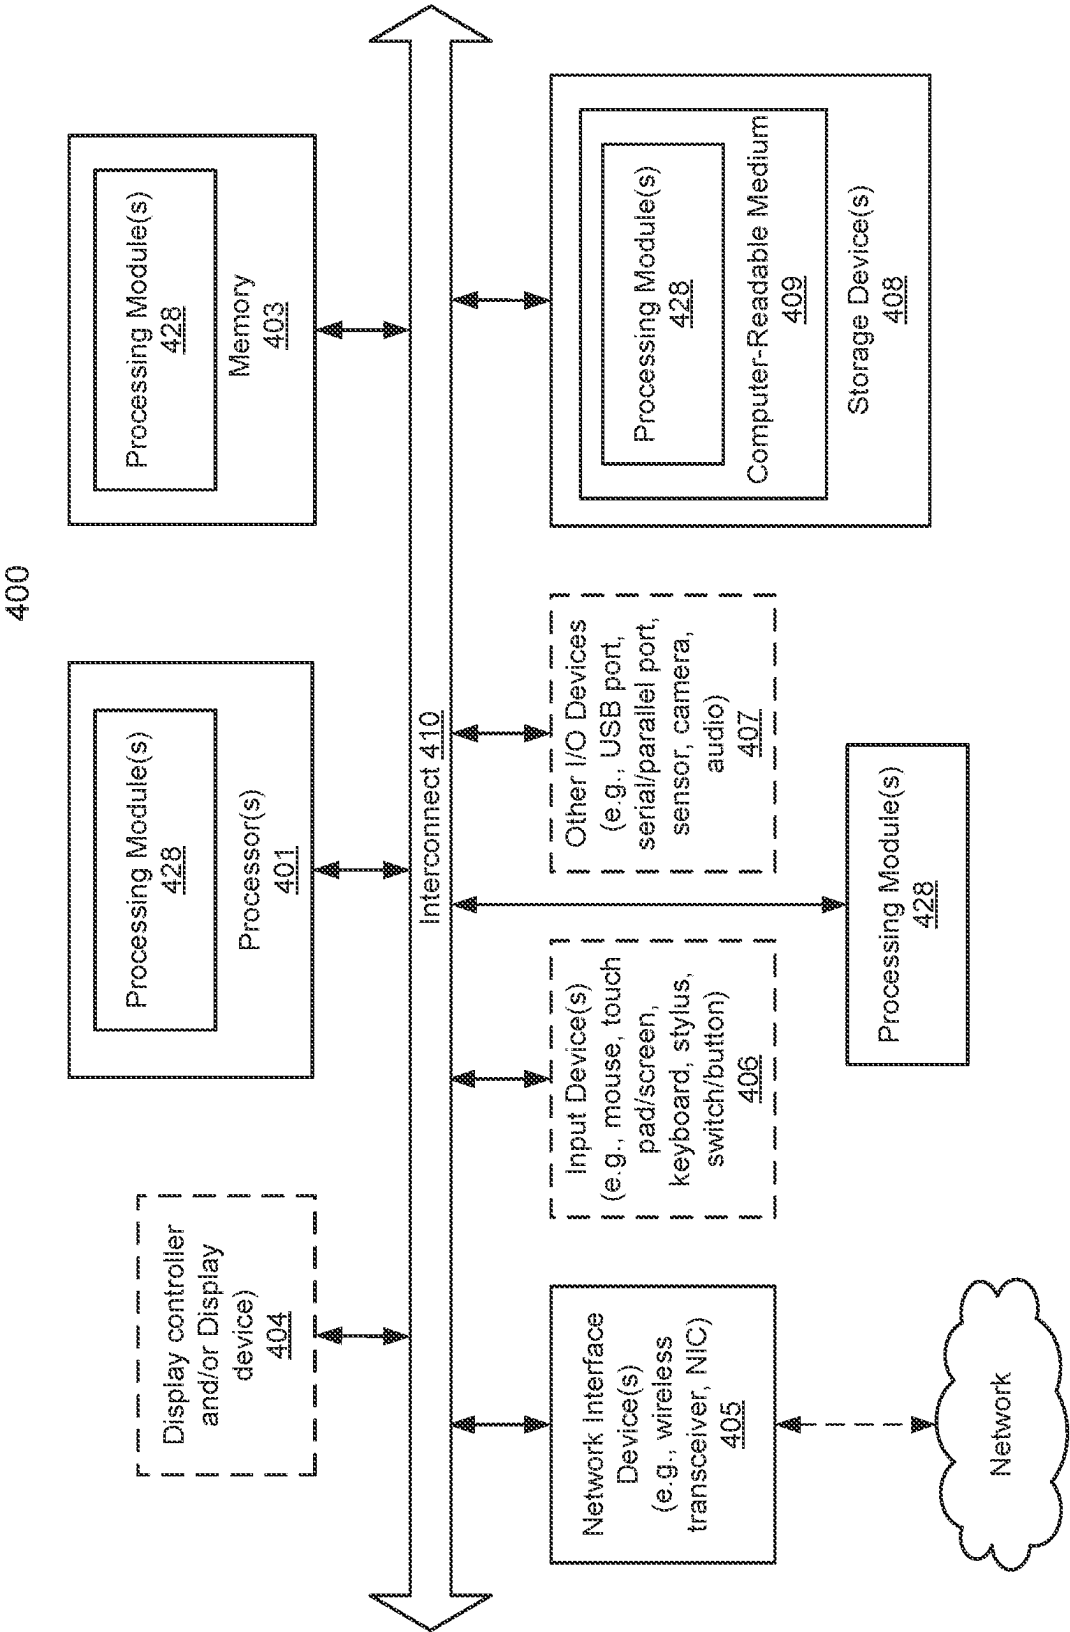 400
Display controller
and/or Display
device)
404
Processing Module(s)
428
Processor(s)
401
Processing Module(s)
428
Memory
403
Interconnect 410
Network Interface
Device(s)
(e.g., wireless
transceiver, NIC)
405
Input Device(s)
(e.g., mouse, touch
pad/screen,
keyboard, stylus,
switch/button)
406
Other I/O Devices
(e.g., USB port,
serial/parallel port,
sensor, camera,
audio)
407
Processing Module(s)
428
Computer-Readable Medium
409
Storage Device(s)
408
Processing Module(s)
428
Network